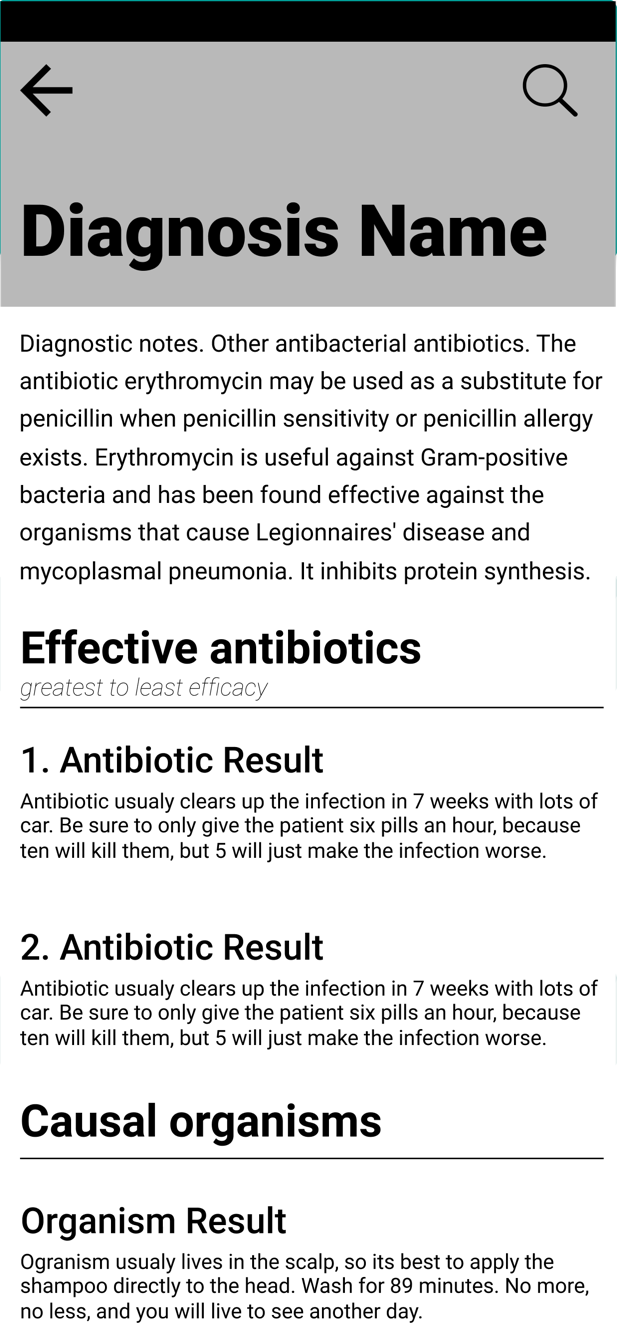 Diagnosis Name
Diagnostic notes. Other antibacterial antibiotics. The
antibiotic erythromycin may be used as a substitute for
penicillin when penicillin sensitivity or penicillin allergy
exists. Erythromycin is useful against Gram-positive
bacteria and has been found effective against the
organisms that cause Legionnaires' disease and
mycoplasmal pneumonia. It inhibits protein synthesis.
Effective antibiotics
greatest to least efficacy
1. Antibiotic Result
Antibiotic usualy clears up the infection in 7 weeks with lots of
car. Be sure to only give the patient six pills an hour, because
ten will kill them, but 5 will just make the infection worse.
2. Antibiotic Result
Antibiotic usualy clears up the infection in 7 weeks with lots of
car. Be sure to only give the patient six pills an hour, because
ten will kill them, but 5 will just make the infection worse.
Causal organisms
Organism Result
Ogranism usualy lives in the scalp, so its best to apply the
shampoo directly to the head. Wash for 89 minutes. No more,
no less, and you will live to see another day.